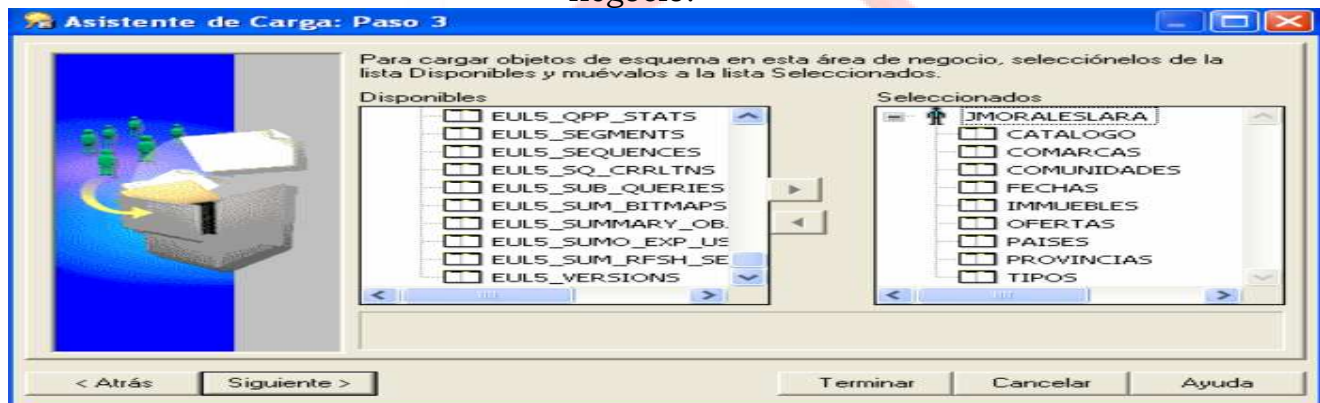 negocio.
Asistente de Carga: Paso 3
Para cargar objetos de esquema en esta área de negocio, selecciónelos de la
lista Disponibles y muévalos a la lista Seleccionados.
Disponibles
EUL5_QPP_STATS
EUL5_SEGMENTS
EUL5_SEQUENCES
EUL5_SQ_CRRLTNS
EUL5_SUB_QUERIES
EUL5_SUM_BITMAPS
EUL5_SUMMARY_OB.
EUL5_SUMO_EXP_US
EUL5_SUM_RFSH_SE
EUL5_VERSIONS
Seleccionados
JMORALESLARA
CATALOGO
COMARCAS
COMUNIDADES
FECHAS
IMMUEBLES
OFERTAS
PAISES
PROVINCIAS
TIPOS
< Atrás
Siguiente >
Terminar
Cancelar
Ayuda